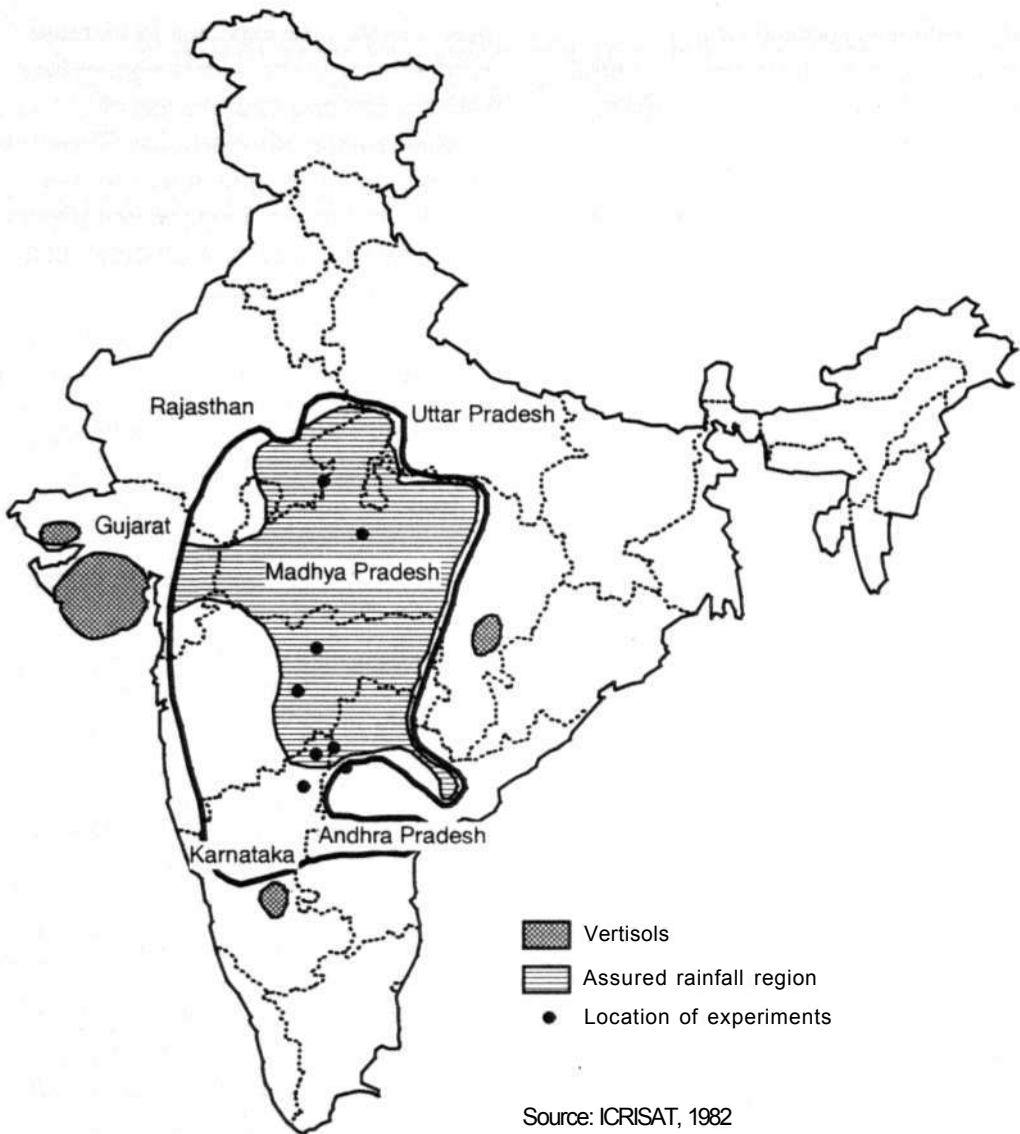 Rajasthan
Uttar Pradesh
Gujarat
Madhya Pradesh
Andhra Pradesh
Karnataka
Vertisols
Assured rainfall region
Location of experiments
Source: ICRISAT, 1982